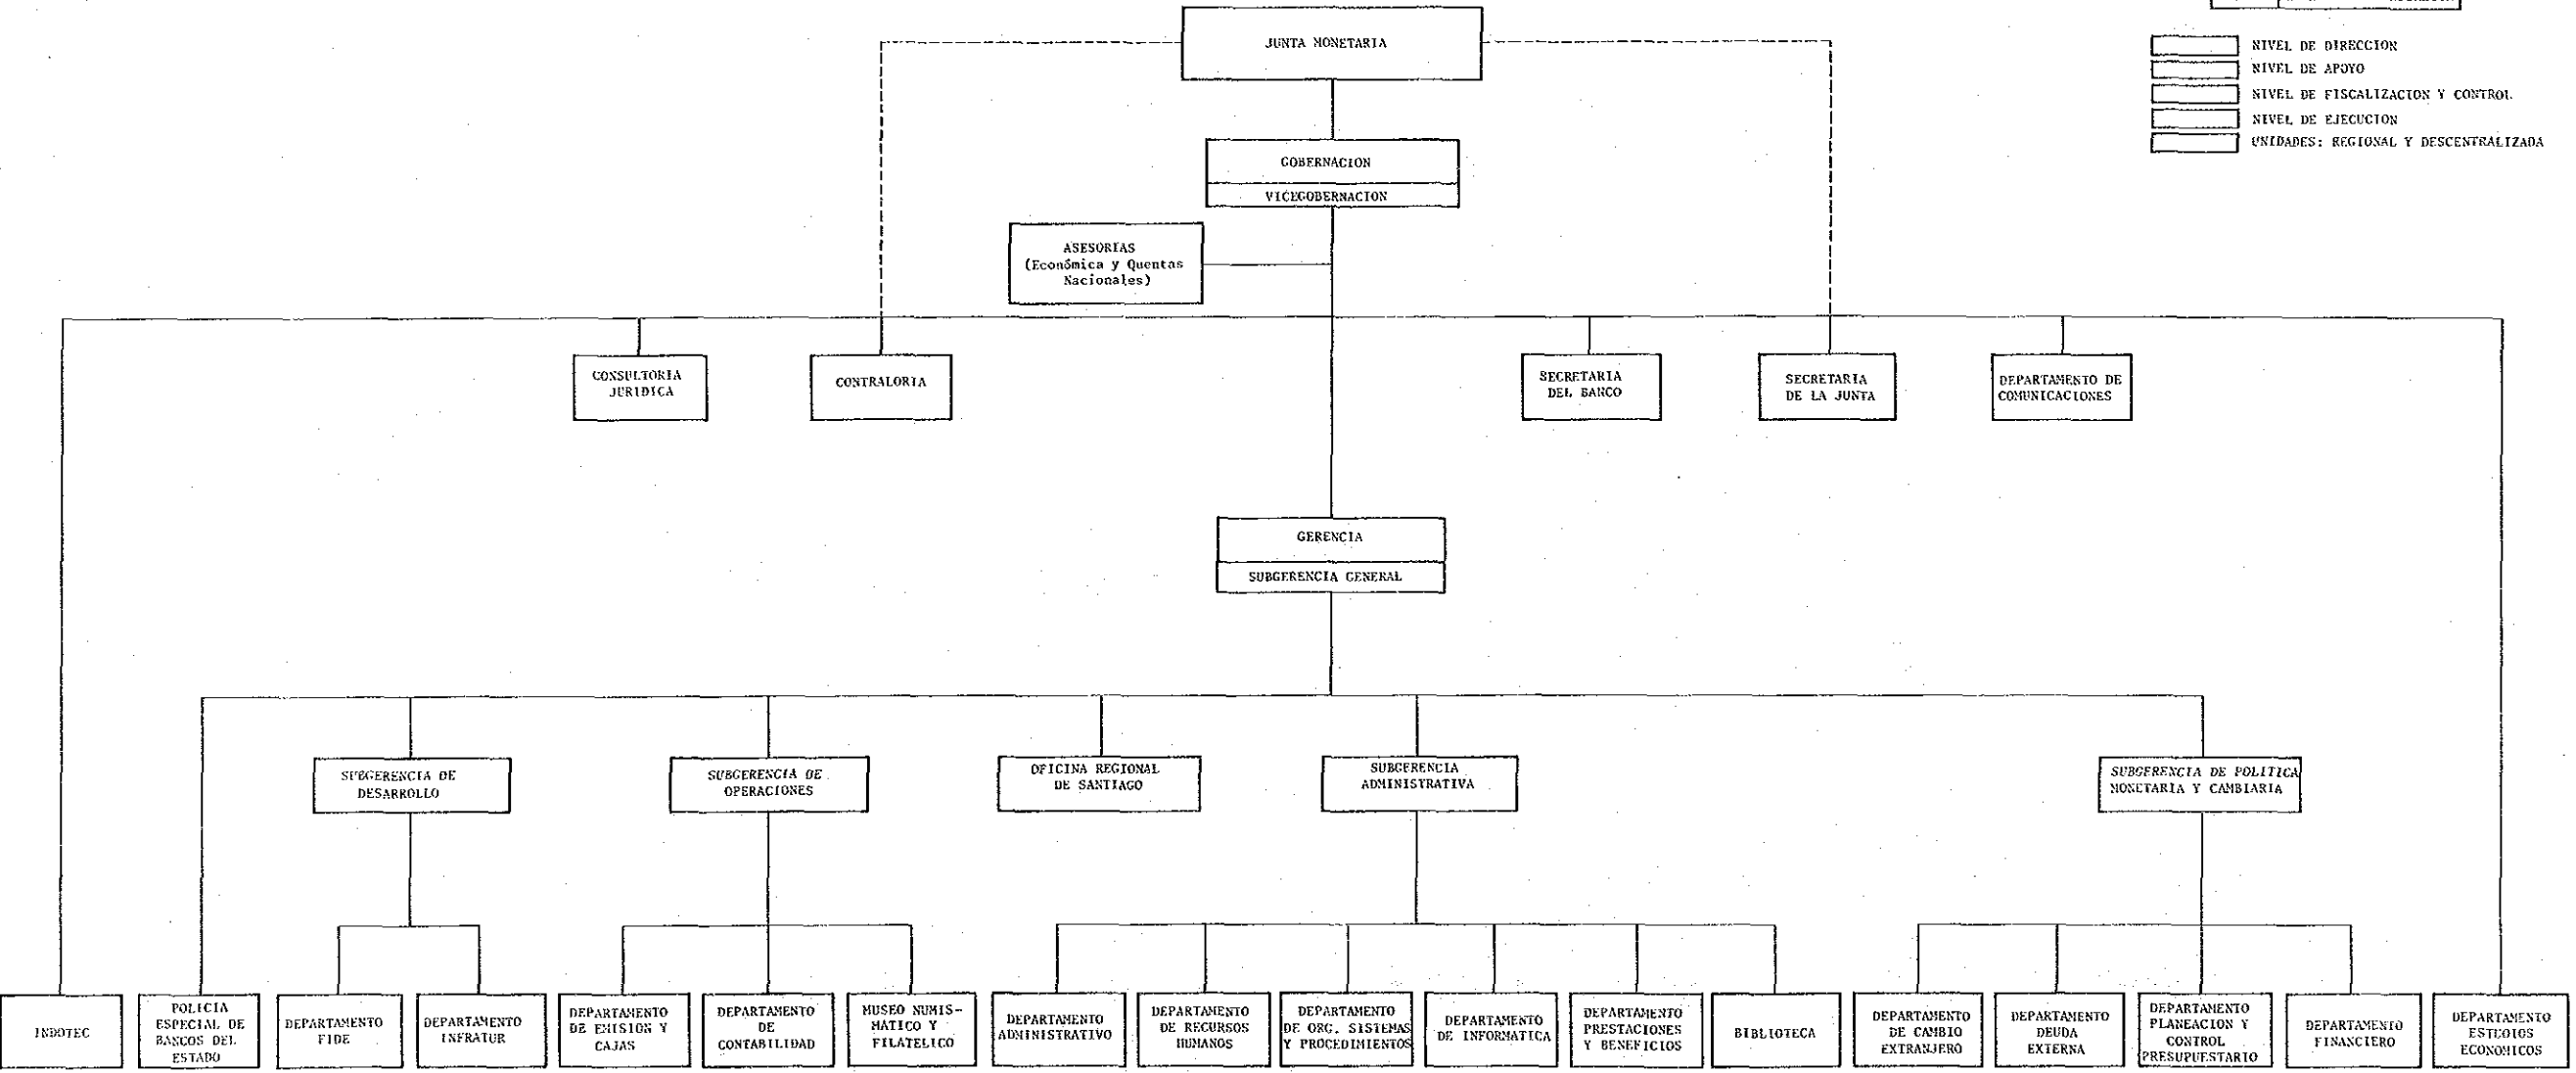 JUNTA MONETARIA
NIVEL DE DIRECCION
NIVEL DE APOYO
NIVEL DE FISCALIZACION Y CONTROL
NIVEL DE EJECUCION
UNIDADES: REGIONAL Y DESCENTRALIZADA
GOBERNACION
VICEGOBERNACION
ASESORIAS
(Económica y Quentas
Nacionales)
CONSULTORIA
JURIDICA
CONTRALORIA
SECRETARIA
DEL BANCO
SECRETARIA
DE LA JUNTA
DEPARTAMENTO DE
COMUNICACIONES
GERENCIA
SUBGERENCIA GENERAL
SUBGERENCIA DE
DESARROLLO
SUBGERENCIA DE
OPERACIONES
OFICINA REGIONAL
DE SANTIAGO
SUBGERENCIA
ADMINISTRATIVA
SUBGERENCIA DE POLITICA
MONETARIA Y CAMBIARIA
INDOTEC
POLICIA
ESPECIAL DE
BANCOS DEL
ESTADO
DEPARTAMENTO
FIDE
DEPARTAMENTO
INFRATUR
DEPARTAMENTO
DE EMISION Y
CAJAS
DEPARTAMENTO
DE
CONTABILIDAD
MUSEO NUMIS-
MATICO Y
FILATELICO
DEPARTAMENTO
ADMINISTRATIVO
DEPARTAMENTO
DE RECURSOS
HUMANOS
DEPARTAMENTO
DE ORG. SISTEMAS
Y PROCEDIMIENTOS
DEPARTAMENTO
DE INFORMATICA
DEPARTAMENTO
PRESTACIONES
Y BENEFICIOS
BIBLIOTECA
DEPARTAMENTO
DE CAMBIO
EXTRANJERO
DEPARTAMENTO
DEUDA
EXTERNA
DEPARTAMENTO
PLANEACION Y
CONTROL
PRESUPUESTARIO
DEPARTAMENTO
FINANCIERO
DEPARTAMENTO
ESTUDIOS
ECONOMICOS